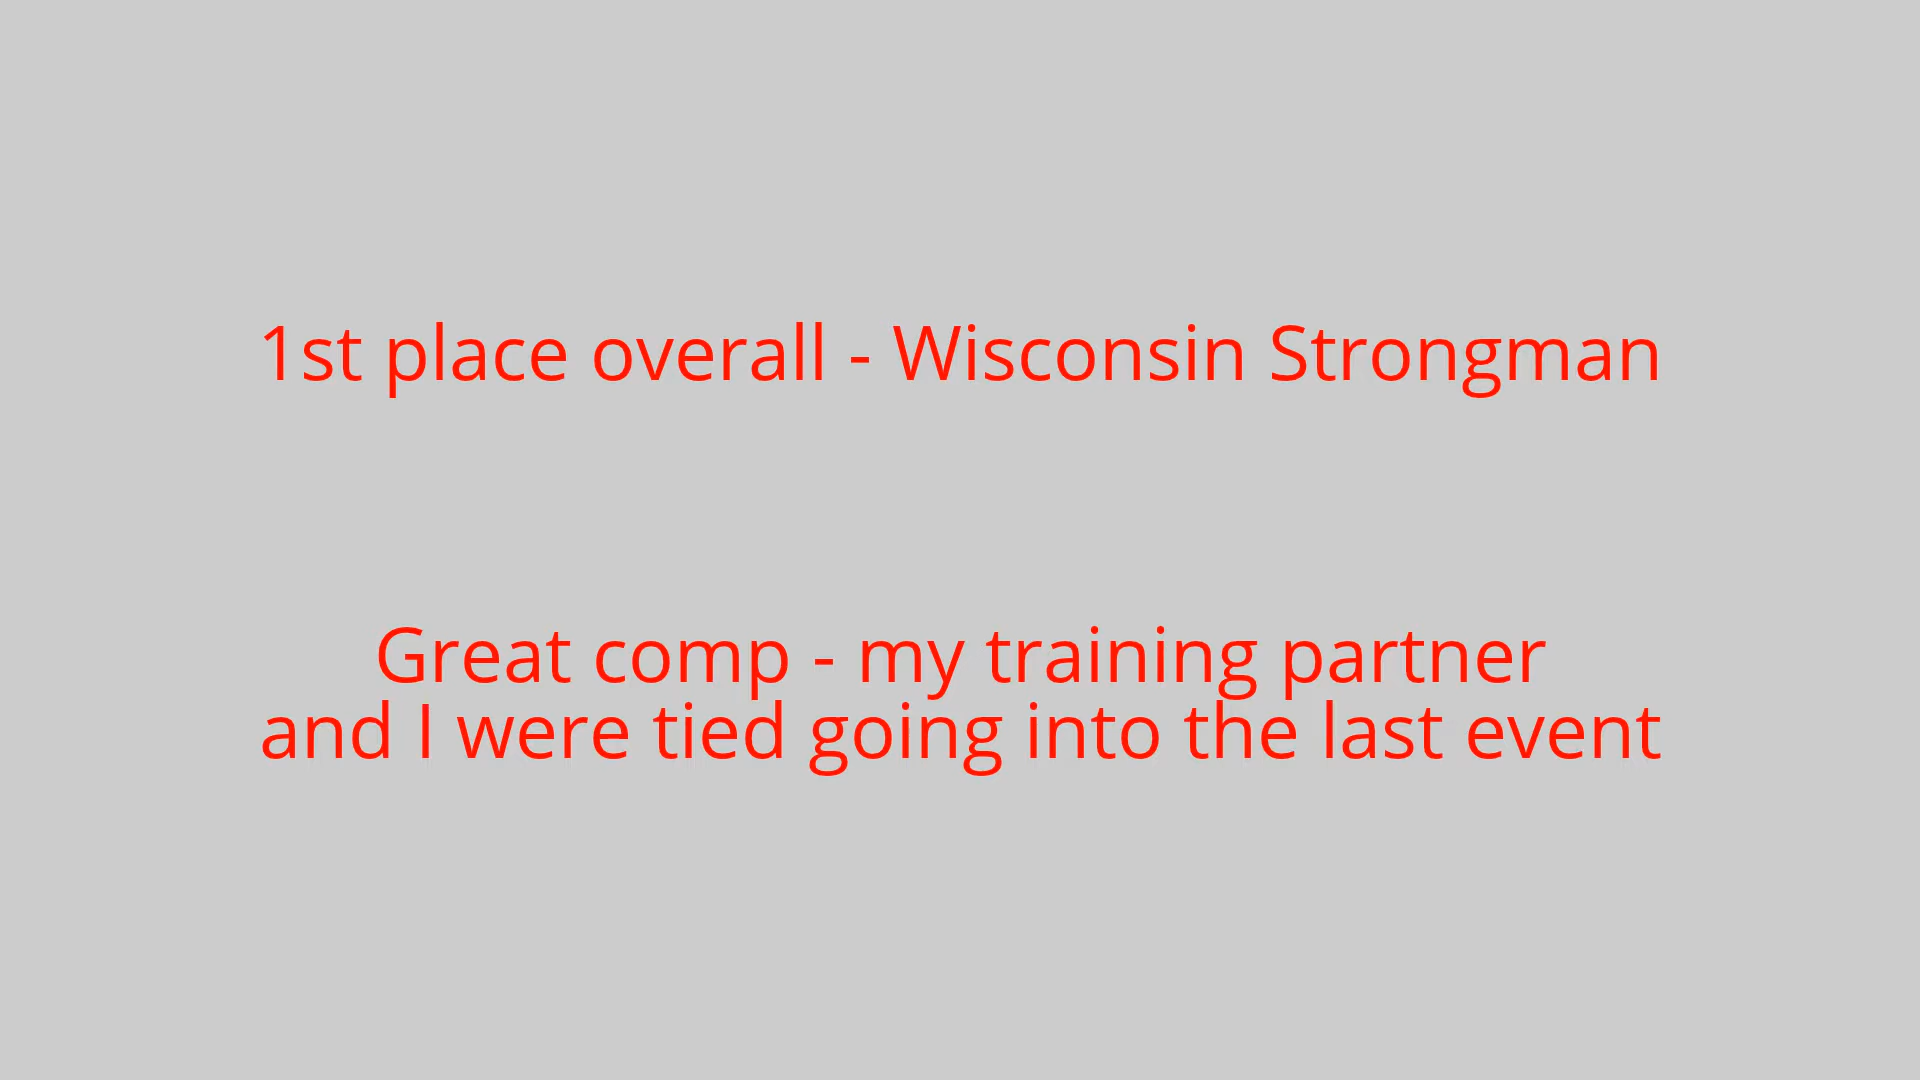 1st place overall - Wisconsin Strongman
Great comp - my training partner
and I were tied going into the last event